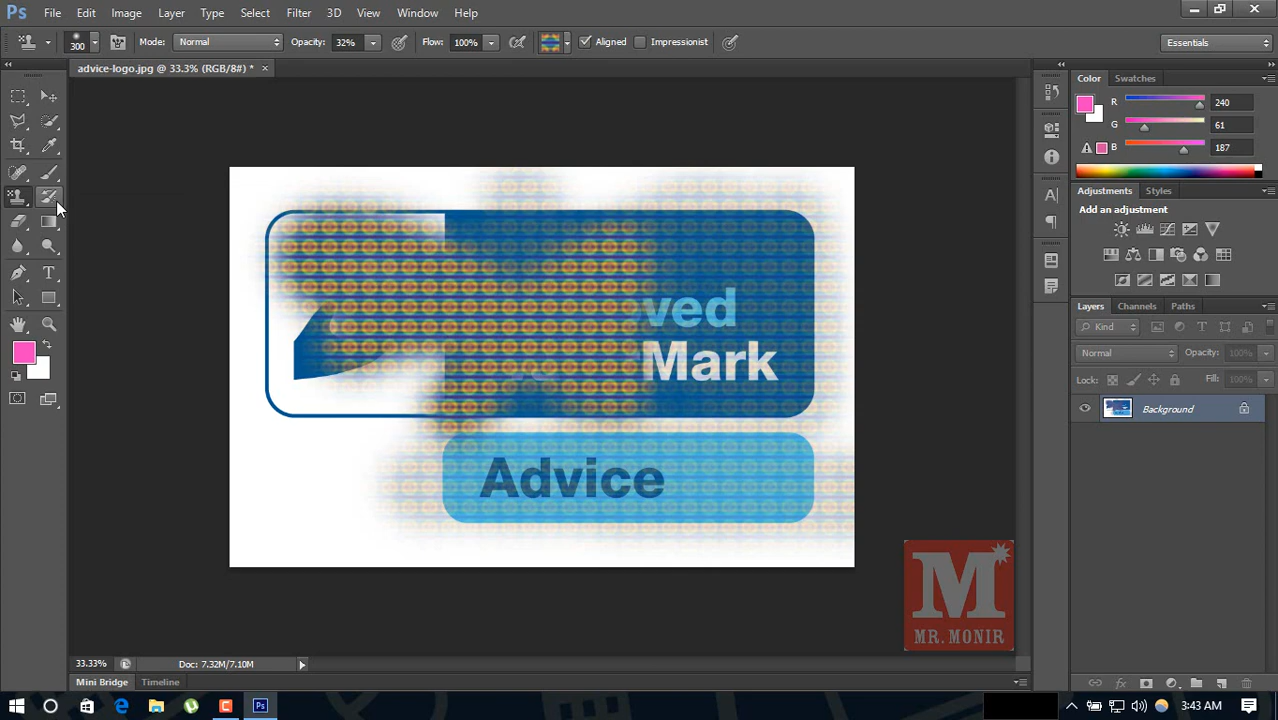 Ps File Edit Image Layer Type Select Filter 3D View Window Help
300 Mode: Normal Opacity: 32% Flow: 100% Aligned Impressionist Essentials
advice-logo.jpg @ 33.3% (RGB/8#) * ×
Color Swatches
R 240
G 61
B 187
Adjustments Styles
Add an adjustment
Layers Channels Paths
Kind
Normal Opacity: 100%
Lock: Fill: 100%
Background
ved
Mark
Advice
M
MR. MONIR
33.33% Doc: 7.32M/7.10M
Mini Bridge Timeline
3:43 AM